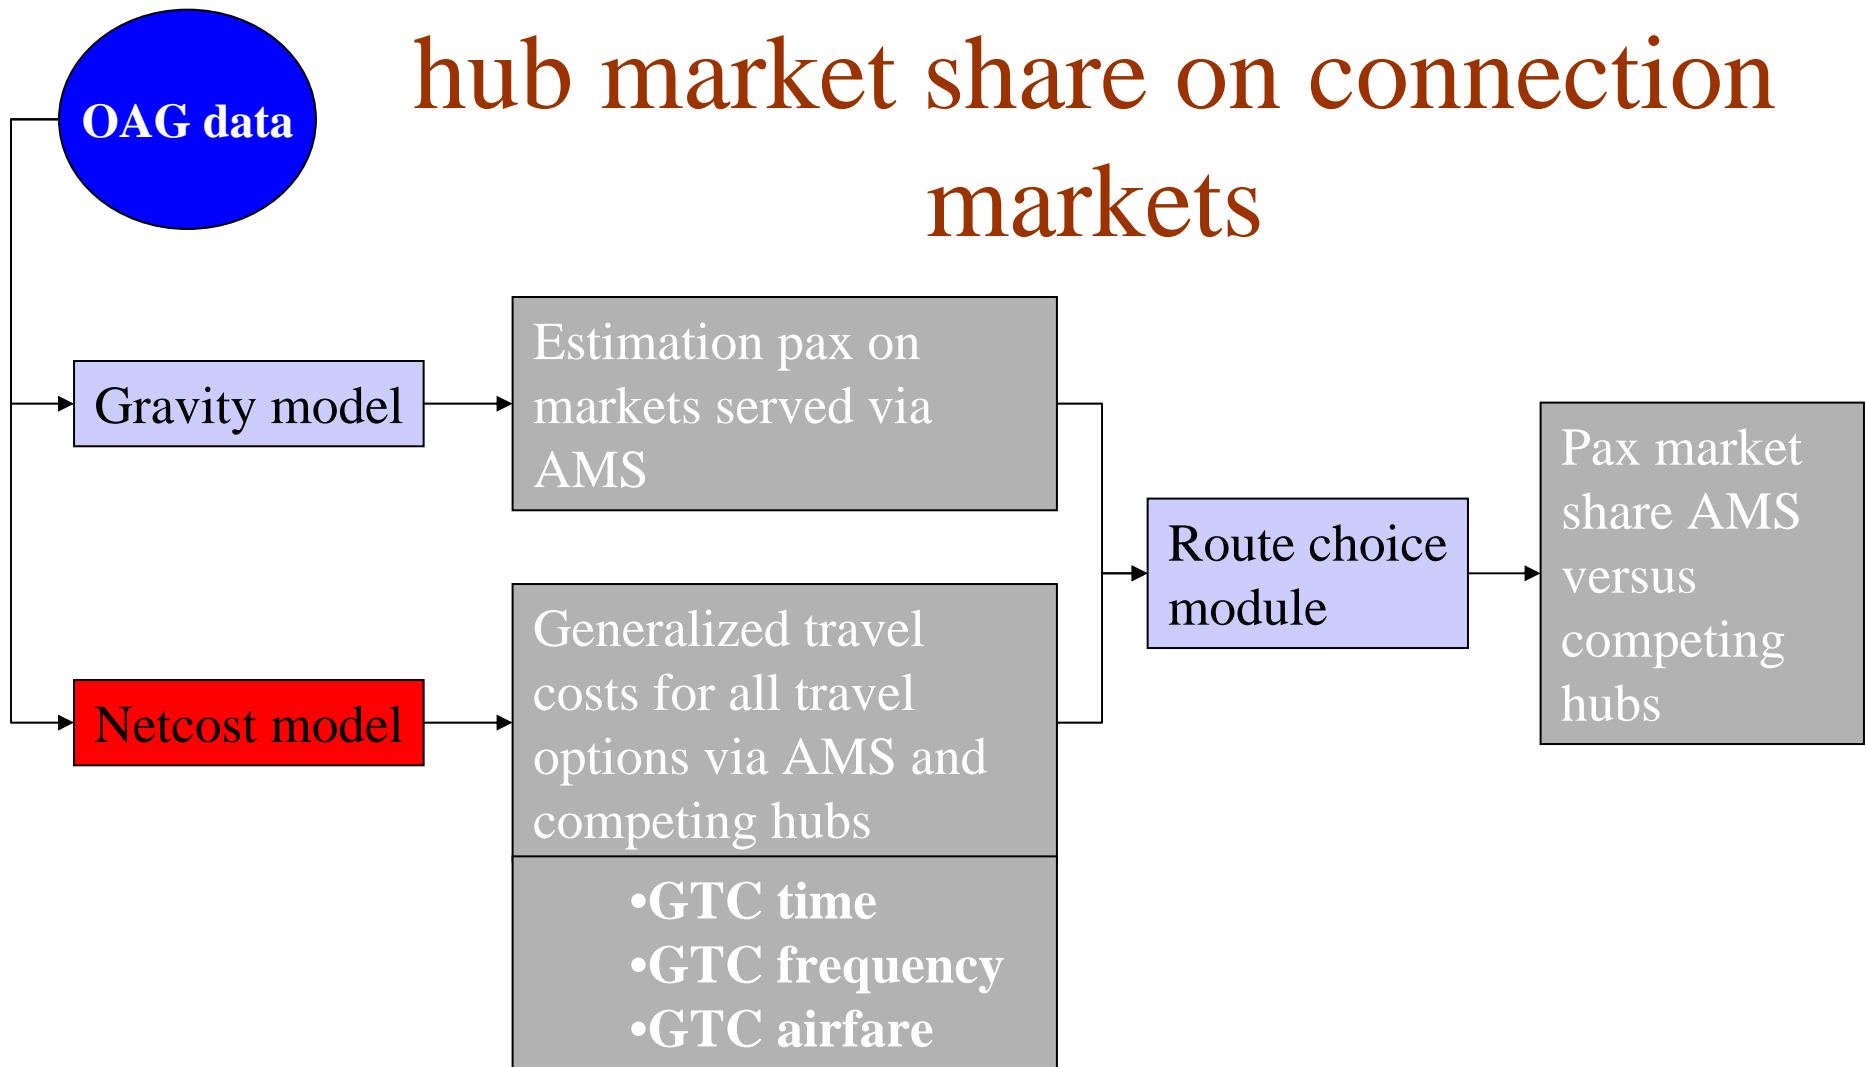 OAG data
hub market share on connection
markets
Gravity model
Estimation pax on
markets served via
AMS
Netcost model
Generalized travel
costs for all travel
options via AMS and
competing hubs
•GTC time
•GTC frequency
•GTC airfare
Route choice
module
Pax market
share AMS
versus
competing
hubs